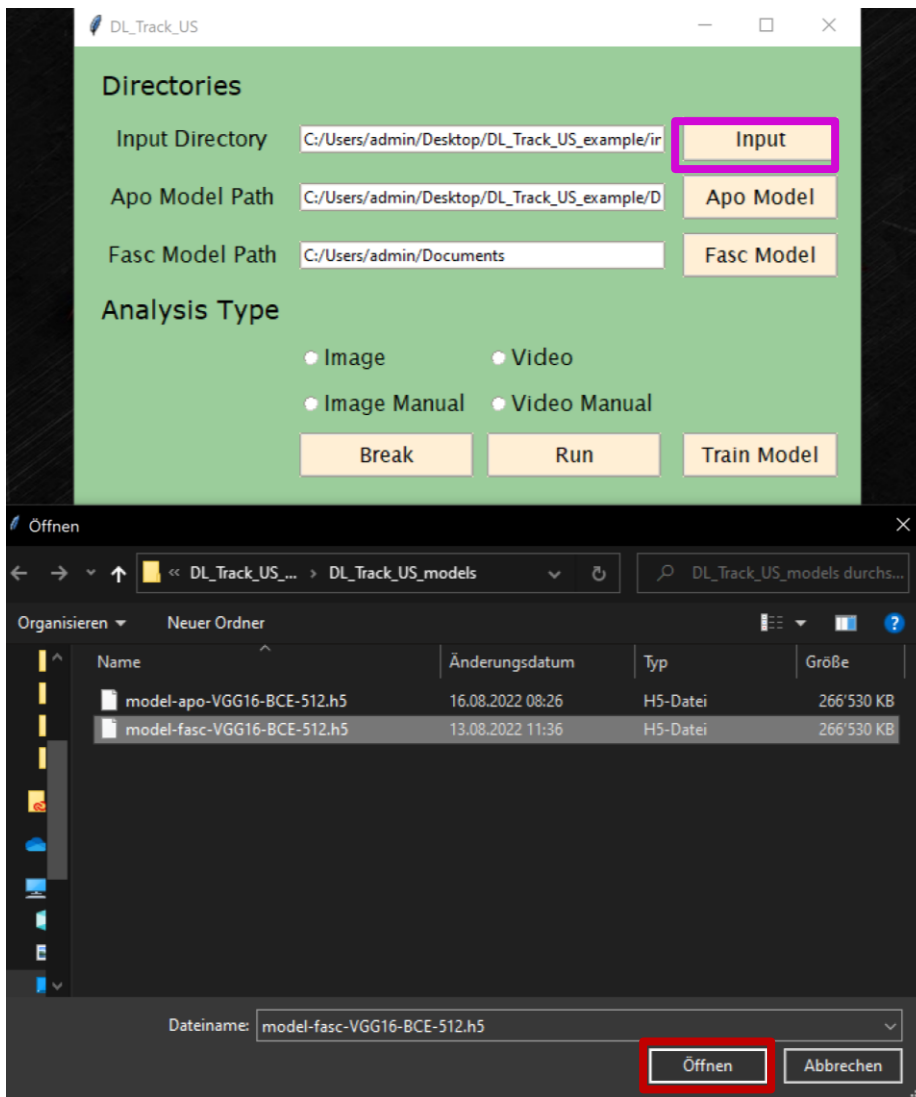 DL_Track_US
Directories
Input Directory C:/Users/admin/Desktop/DL_Track_US_example/ir Input
Apo Model Path C:/Users/admin/Desktop/DL_Track_US_example/D Apo Model
Fasc Model Path C:/Users/admin/Documents Fasc Model
Analysis Type
Image Video
Image Manual Video Manual
Break Run Train Model
Öffnen
« DL_Track_US_... › DL_Track_US_models DL_Track_US_models durchs...
Organisieren Neuer Ordner ?
Name Änderungsdatum Typ Größe
model-apo-VGG16-BCE-512.h5 16.08.2022 08:26 H5-Datei 266'530 KB
model-fasc-VGG16-BCE-512.h5 13.08.2022 11:36 H5-Datei 266'530 KB
Dateiname: model-fasc-VGG16-BCE-512.h5
Öffnen Abbrechen